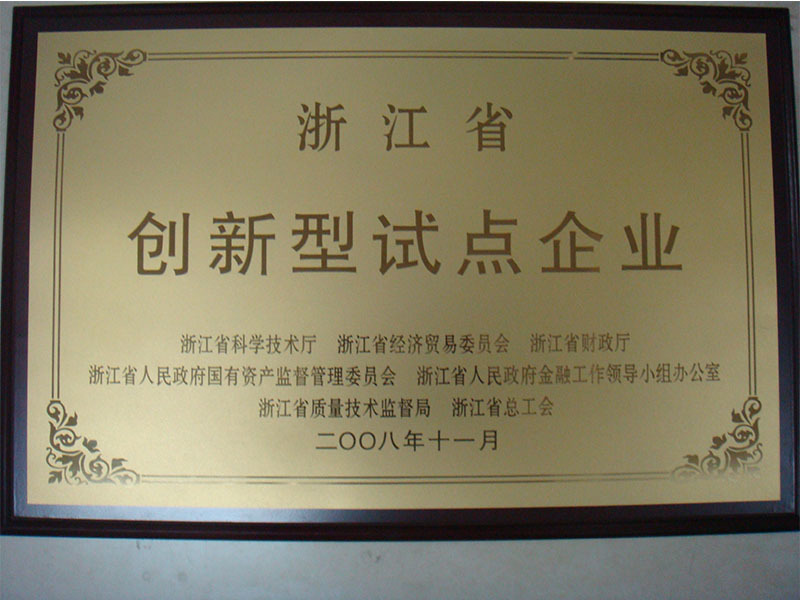 浙江省
创新型试点企业
浙江省科学技术厅 浙江省经济贸易委员会 浙江省财政厅
浙江省人民政府国有资产监督管理委员会 浙江省人民政府金融工作领导小组办公室
浙江省质量技术监督局 浙江省总工会
二〇〇八年十一月